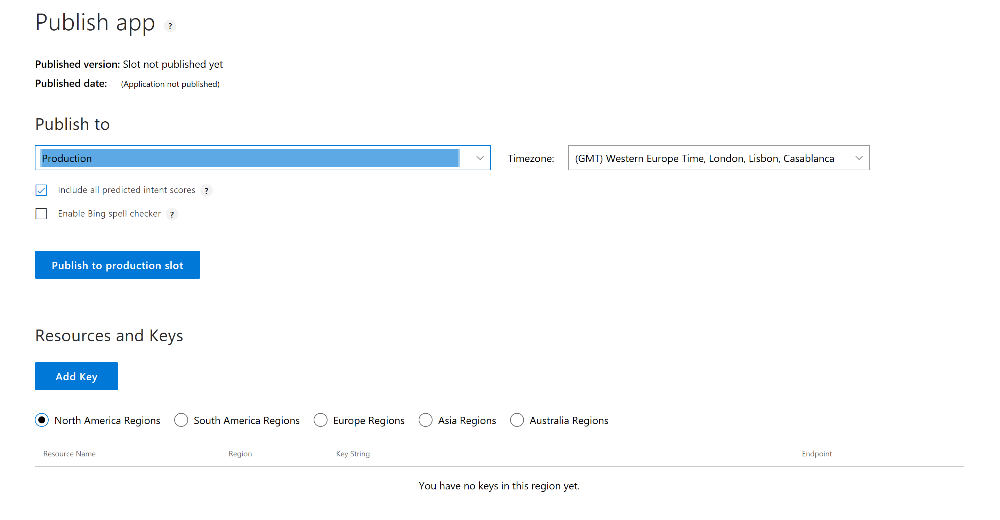 Publish app ?
Published version: Slot not published yet
Published date: (Application not published)
Publish to
Production
Timezone: (GMT) Western Europe Time, London, Lisbon, Casablanca
Include all predicted intent scores ?
Enable Bing spell checker ?
Publish to production slot
Resources and Keys
Add Key
North America Regions South America Regions Europe Regions Asia Regions Australia Regions
Resource Name Region Key String Endpoint
You have no keys in this region yet.